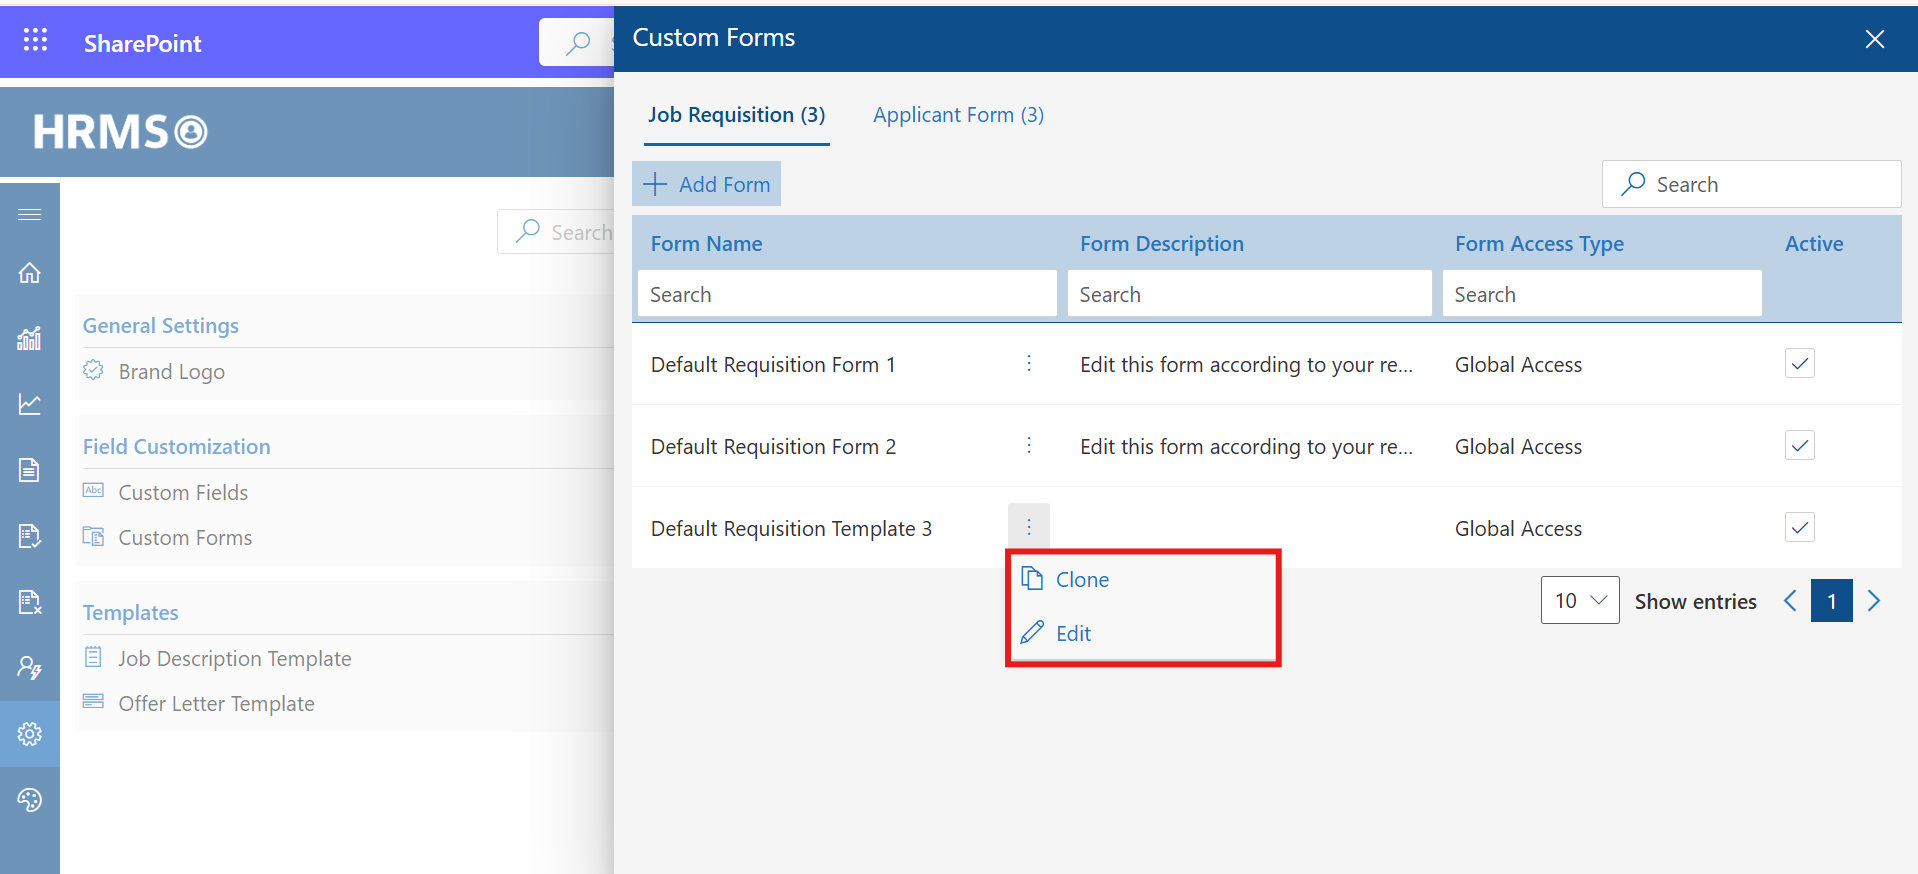 SharePoint
HRMS
Search
General Settings
Brand Logo
Field Customization
Abc Custom Fields
Custom Forms
Templates
Job Description Template
Offer Letter Template
Custom Forms
Job Requisition (3) Applicant Form (3)
Add Form Search
Form Name Form Description Form Access Type Active
Search Search Search
Default Requisition Form 1 Edit this form according to your re... Global Access
Default Requisition Form 2 Edit this form according to your re... Global Access
Default Requisition Template 3 Global Access
Clone
Edit
10 Show entries 1